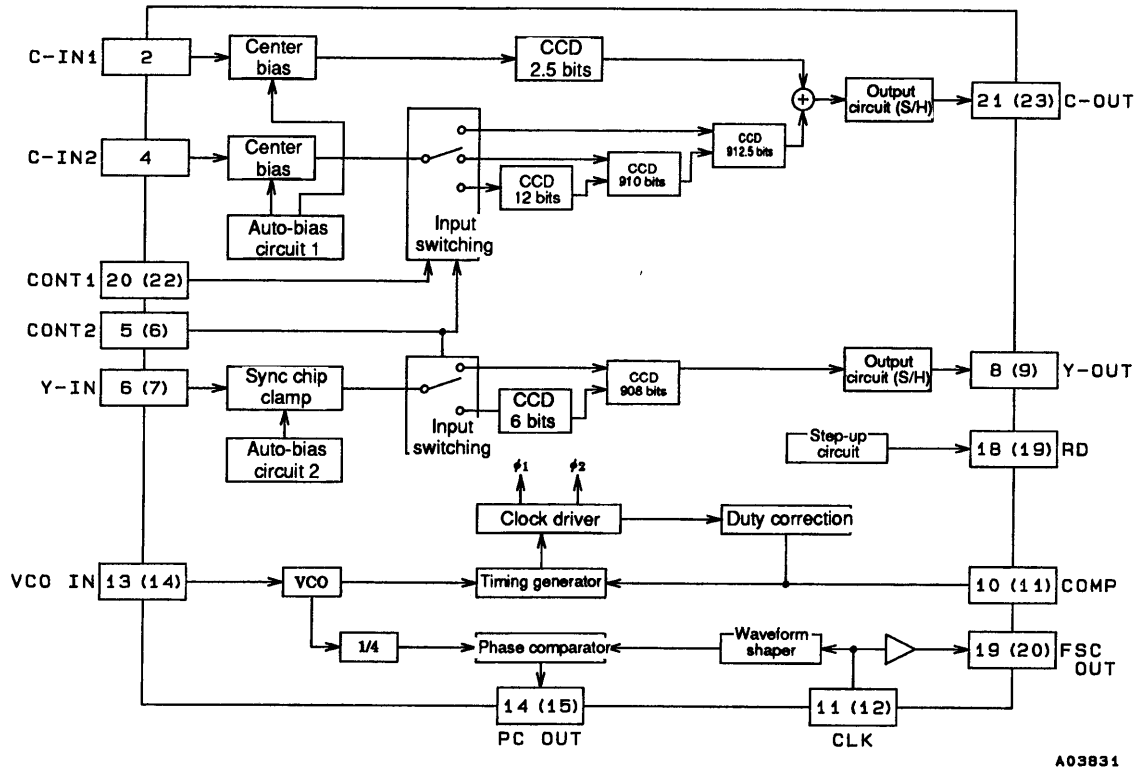 C-IN1
2
Center
bias
CCD
2.5 bits
+
Output
circuit (S/H)
21 (23)
C-OUT
C-IN2
4
Center
bias
CCD
12 bits
CCD
910 bits
CCD
912.5 bits
Auto-bias
circuit 1
Input
switching
CONT1
20 (22)
CONT2
5 (6)
Y-IN
6 (7)
Sync chip
clamp
Auto-bias
circuit 2
Input
switching
CCD
6 bits
CCD
908 bits
Output
circuit (S/H)
8 (9)
Y-OUT
Step-up
circuit
18 (19)
RD
ϕ1
ϕ2
Clock driver
Duty correction
VCO IN
13 (14)
VCO
Timing generator
10 (11)
COMP
1/4
Phase comparator
Waveform
shaper
19 (20)
FSC
OUT
14 (15)
PC OUT
11 (12)
CLK
A03831